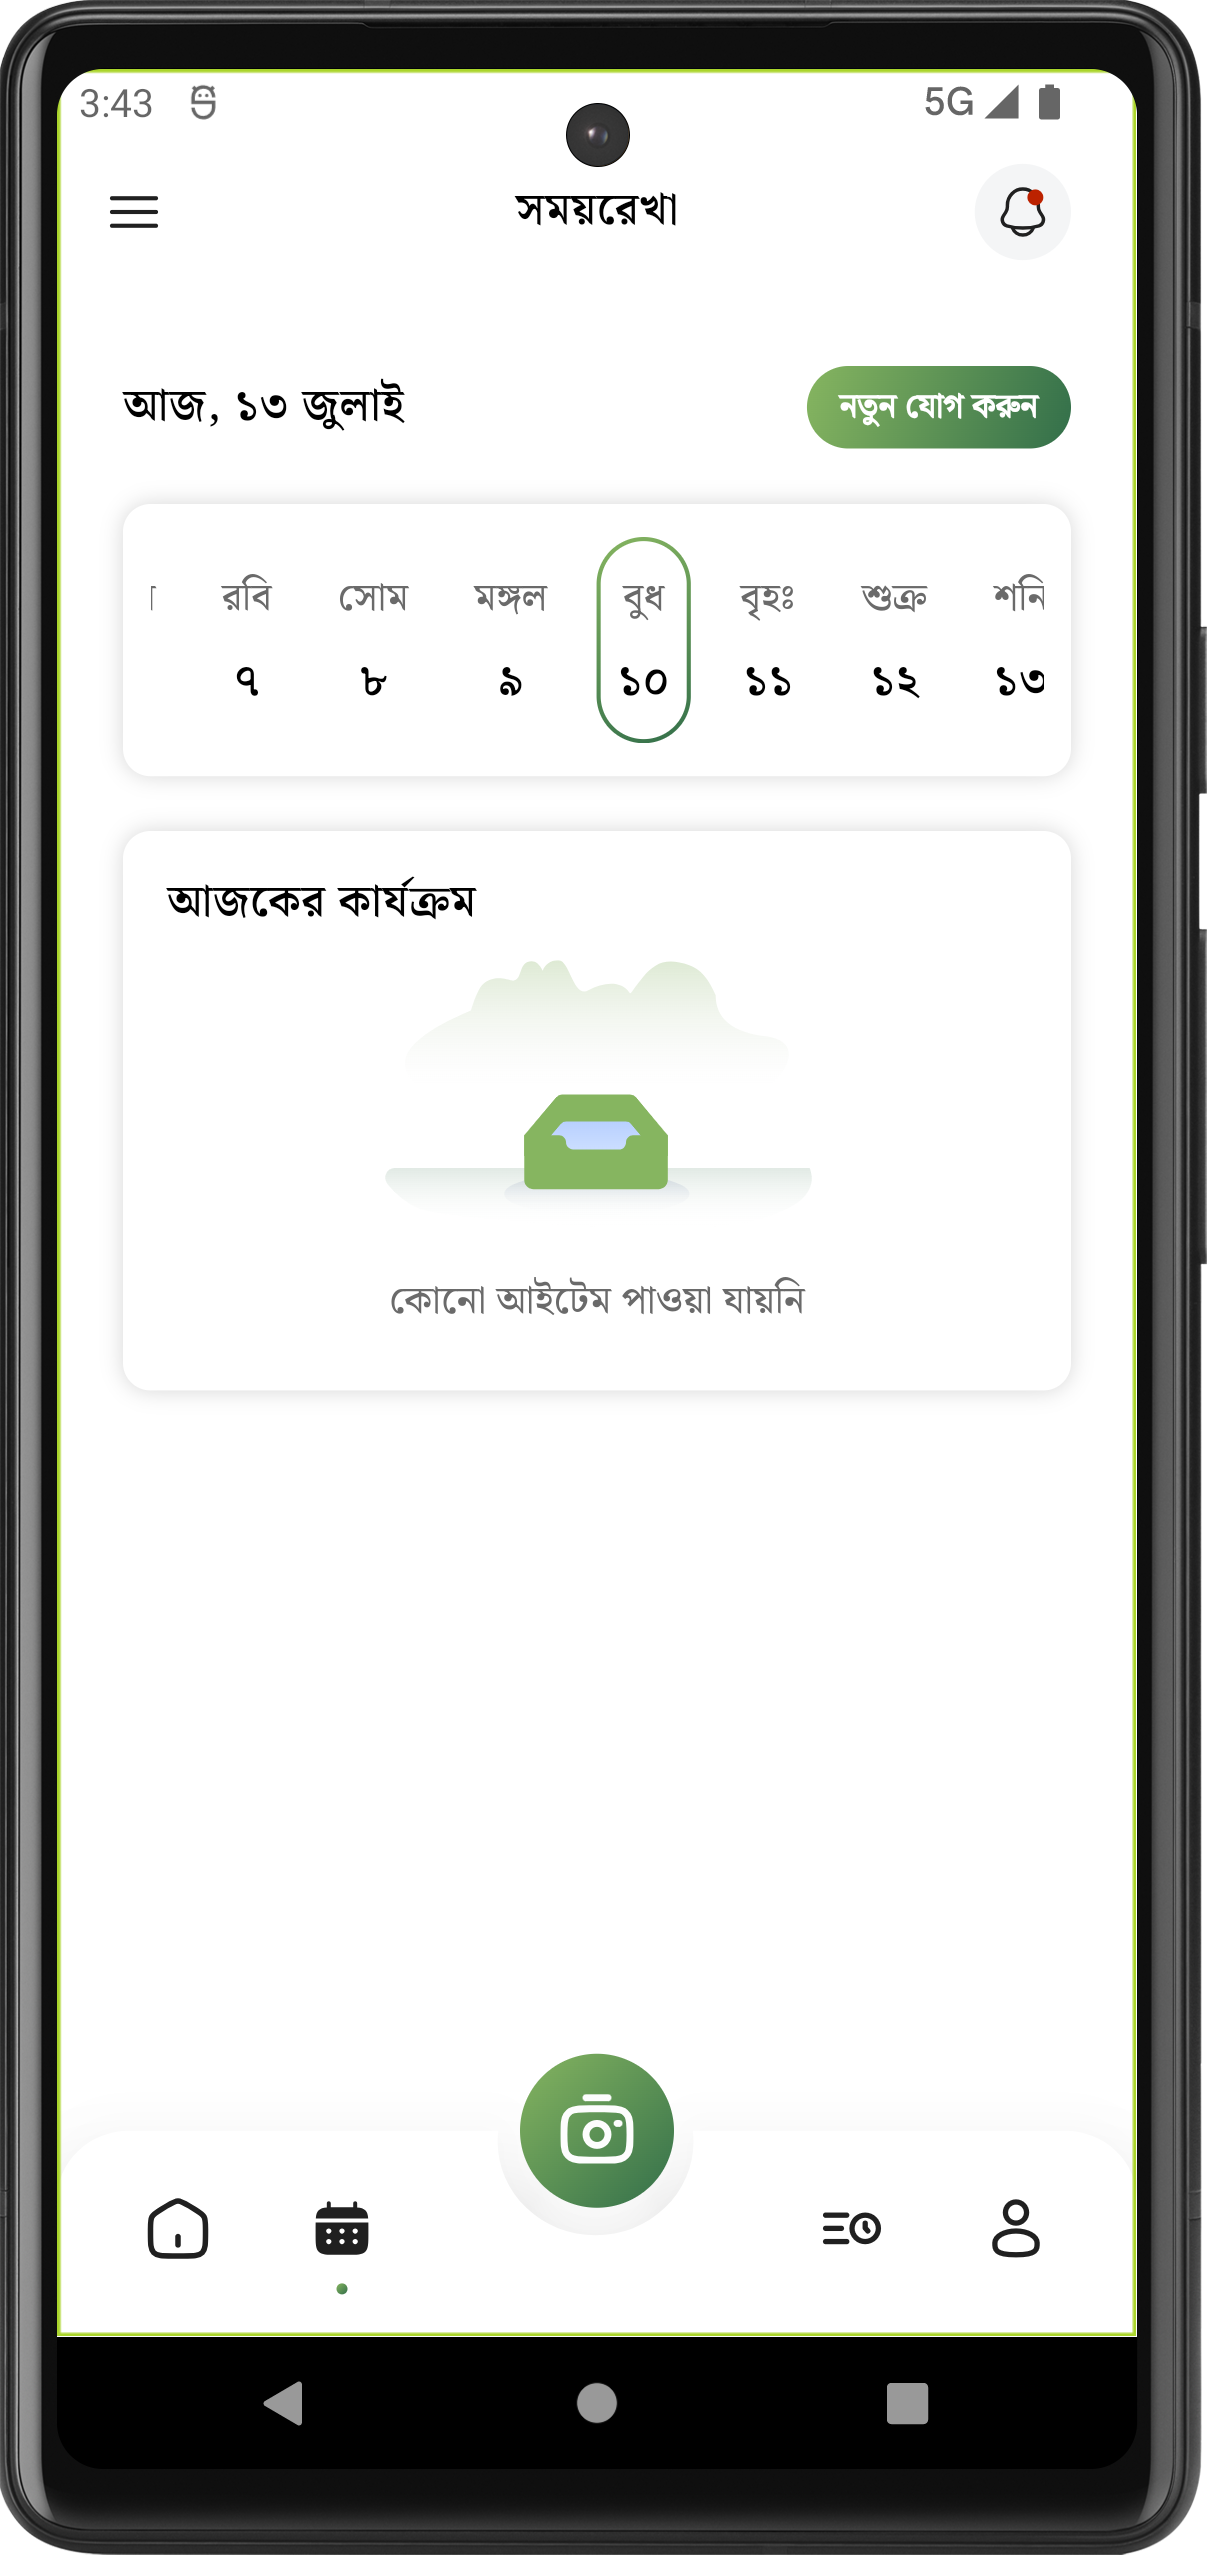 3:43 5G
সময়রেখা
আজ, ১৩ জুলাই নতুন যোগ করুন
রবি সোম মঙ্গল বুধ বৃহঃ শুক্র শনি
৭ ৮ ৯ ১০ ১১ ১২ ১৩
আজকের কার্যক্রম
কোনো আইটেম পাওয়া যায়নি